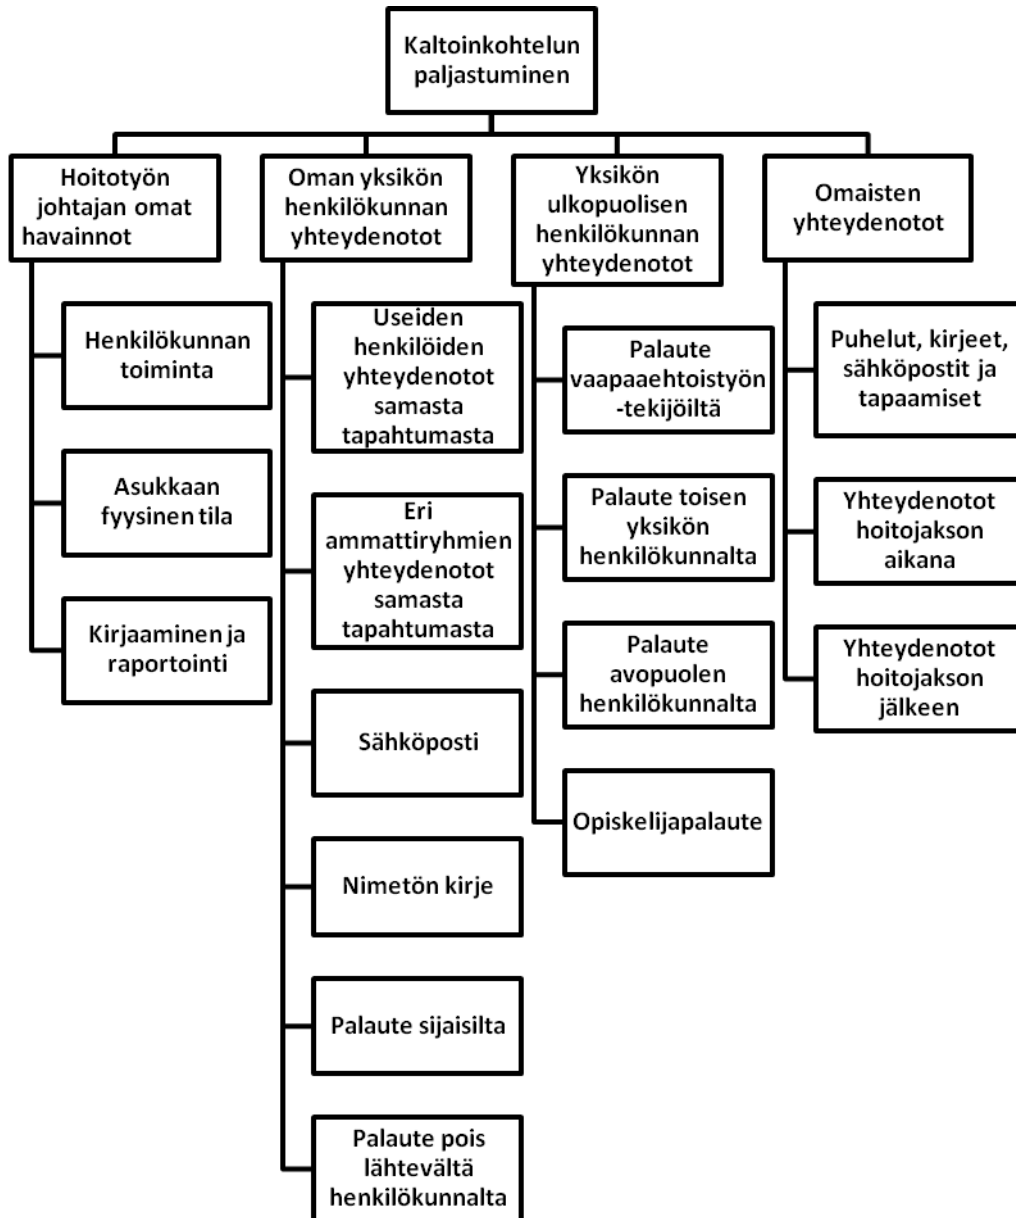 Kaltoinkohtelun
paljastuminen
Hoitotyön
johtajan omat
havainnot
Henkilökunnan
toiminta
Asukkaan
fyysinen tila
Kirjaaminen ja
raportointi
Oman yksikön
henkilökunnan
yhteydenotot
Useiden
henkilöiden
yhteydenotot
samasta
tapahtumasta
Eri
ammattiryhmien
yhteydenotot
samasta
tapahtumasta
Sähköposti
Nimetön kirje
Palaute sijaisilta
Palaute pois
lähtevältä
henkilökunnalta
Yksikön
ulkopuolisen
henkilökunnan
yhteydenotot
Palaute
vaapaaehtoistyön
-tekijöiltä
Palaute toisen
yksikön
henkilökunnalta
Palaute
avopuolen
henkilökunnalta
Opiskelijapalaute
Omaisten
yhteydenotot
Puhelut, kirjeet,
sähköpostit ja
tapaamiset
Yhteydenotot
hoitojakson
aikana
Yhteydenotot
hoitojakson
jälkeen